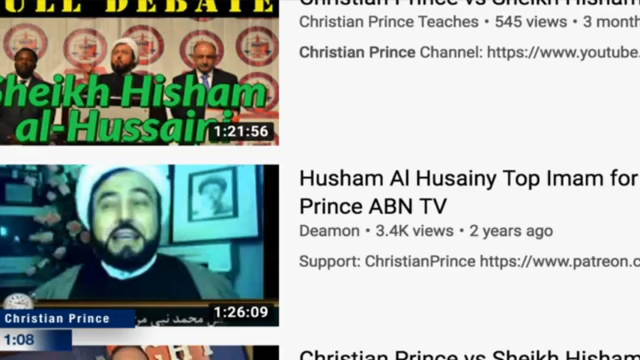 FULL DEBATE
Sheikh Hisham
al-Hussaini
1:21:56
Christian Prince vs Sheikh Hisham
Christian Prince Teaches • 545 views • 3 month
Christian Prince Channel: https://www.youtube.
Husham Al Husainy Top Imam for
Prince ABN TV
Deamon • 3.4K views • 2 years ago
Support: ChristianPrince https://www.patreon.c
محمد نبي
1:26:09
Christian Prince
1:08
Christian Prince vs Sheikh Hisham